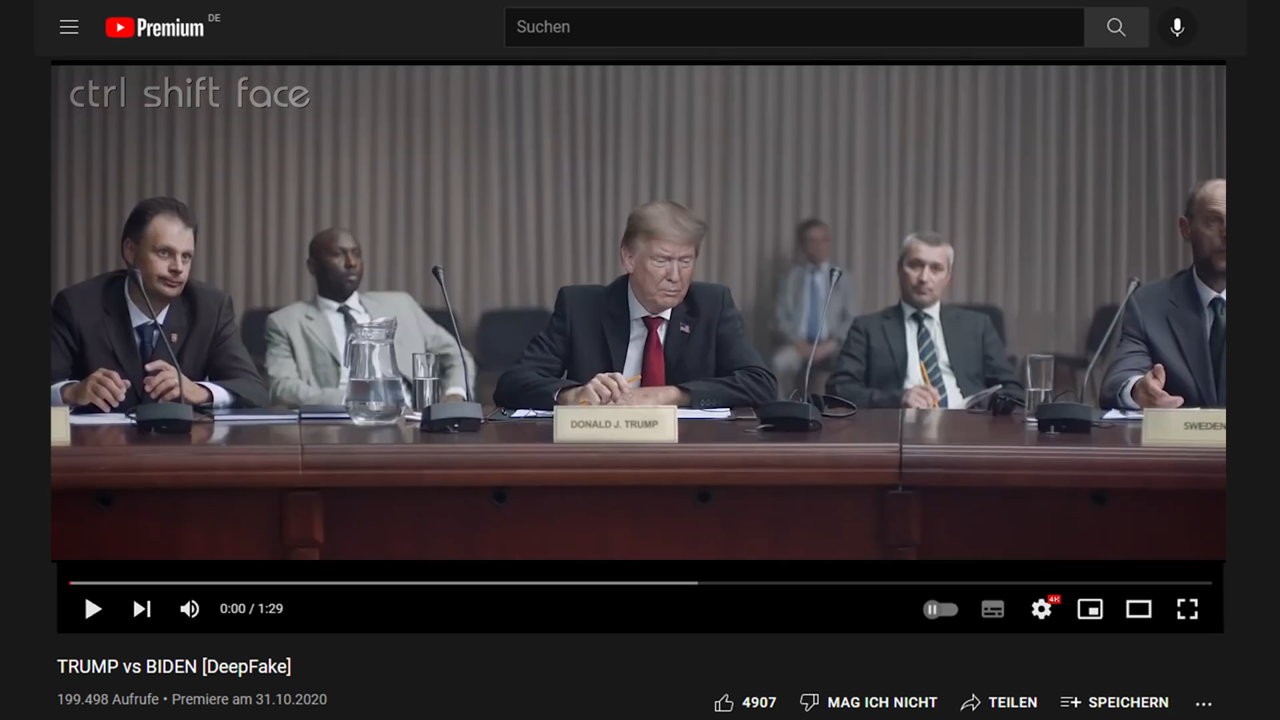 Premium DE
Suchen
ctrl shift face
DONALD J. TRUMP
SWEDEN
0:00 / 1:29
4K
TRUMP vs BIDEN [DeepFake]
199.498 Aufrufe • Premiere am 31.10.2020
4907 MAG ICH NICHT TEILEN SPEICHERN